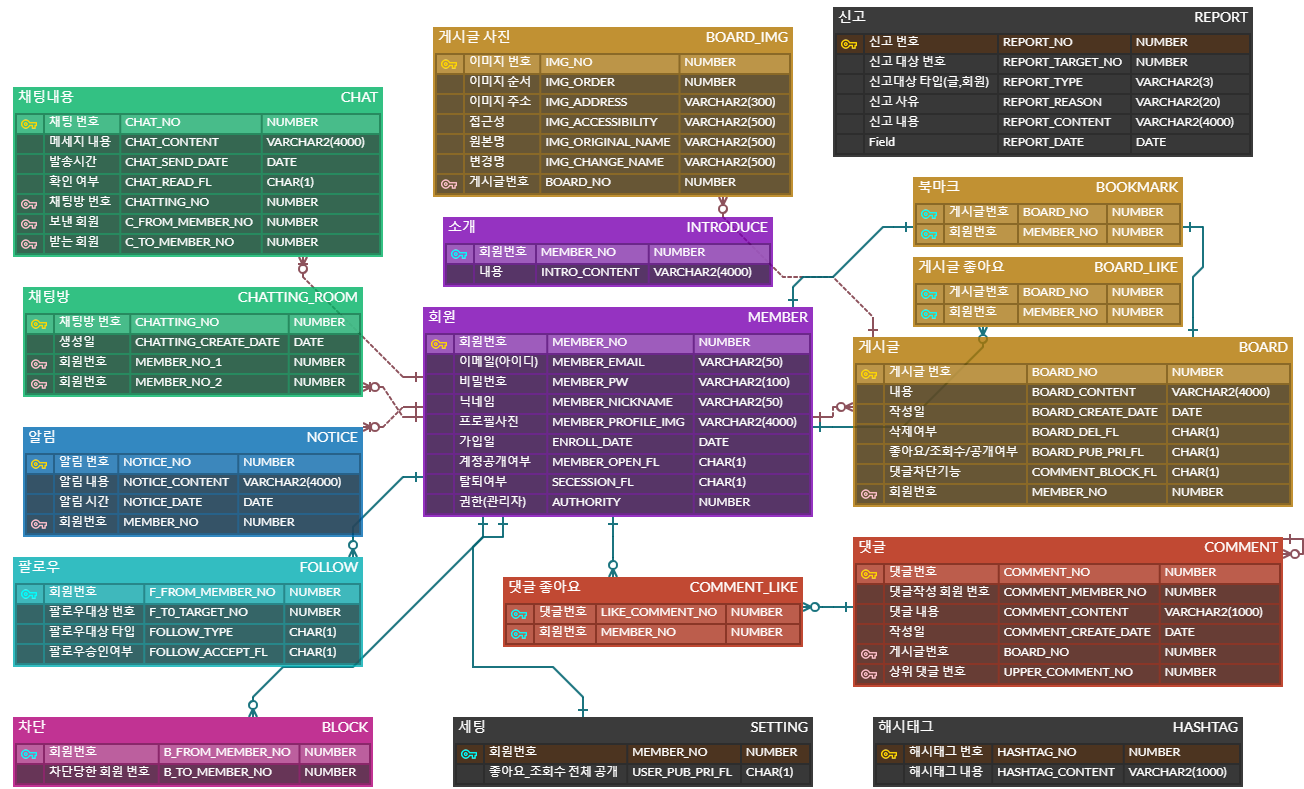 신고 REPORT
신고 번호 REPORT_NO NUMBER
신고 대상 번호 REPORT_TARGET_NO NUMBER
신고대상 타입(글,회원) REPORT_TYPE VARCHAR2(3)
신고 사유 REPORT_REASON VARCHAR2(20)
신고 내용 REPORT_CONTENT VARCHAR2(4000)
Field REPORT_DATE DATE
게시글 사진 BOARD_IMG
이미지 번호 IMG_NO NUMBER
이미지 순서 IMG_ORDER NUMBER
이미지 주소 IMG_ADDRESS VARCHAR2(300)
접근성 IMG_ACCESSIBILITY VARCHAR2(500)
원본명 IMG_ORIGINAL_NAME VARCHAR2(500)
변경명 IMG_CHANGE_NAME VARCHAR2(500)
게시글번호 BOARD_NO NUMBER
채팅내용 CHAT
채팅 번호 CHAT_NO NUMBER
메세지 내용 CHAT_CONTENT VARCHAR2(4000)
발송시간 CHAT_SEND_DATE DATE
확인 여부 CHAT_READ_FL CHAR(1)
채팅방 번호 CHATTING_NO NUMBER
보낸 회원 C_FROM_MEMBER_NO NUMBER
받는 회원 C_TO_MEMBER_NO NUMBER
북마크 BOOKMARK
게시글번호 BOARD_NO NUMBER
회원번호 MEMBER_NO NUMBER
소개 INTRODUCE
회원번호 MEMBER_NO NUMBER
내용 INTRO_CONTENT VARCHAR2(4000)
게시글 좋아요 BOARD_LIKE
게시글번호 BOARD_NO NUMBER
회원번호 MEMBER_NO NUMBER
채팅방 CHATTING_ROOM
채팅방 번호 CHATTING_NO NUMBER
생성일 CHATTING_CREATE_DATE DATE
회원번호 MEMBER_NO_1 NUMBER
회원번호 MEMBER_NO_2 NUMBER
회원 MEMBER
회원번호 MEMBER_NO NUMBER
이메일(아이디) MEMBER_EMAIL VARCHAR2(50)
비밀번호 MEMBER_PW VARCHAR2(100)
닉네임 MEMBER_NICKNAME VARCHAR2(50)
프로필사진 MEMBER_PROFILE_IMG VARCHAR2(4000)
가입일 ENROLL_DATE DATE
계정공개여부 MEMBER_OPEN_FL CHAR(1)
탈퇴여부 SECESSION_FL CHAR(1)
권한(관리자) AUTHORITY NUMBER
게시글 BOARD
게시글 번호 BOARD_NO NUMBER
내용 BOARD_CONTENT VARCHAR2(4000)
작성일 BOARD_CREATE_DATE DATE
삭제여부 BOARD_DEL_FL CHAR(1)
좋아요/조회수/공개여부 BOARD_PUB_PRI_FL CHAR(1)
댓글차단기능 COMMENT_BLOCK_FL CHAR(1)
회원번호 MEMBER_NO NUMBER
알림 NOTICE
알림 번호 NOTICE_NO NUMBER
알림 내용 NOTICE_CONTENT VARCHAR2(4000)
알림 시간 NOTICE_DATE DATE
회원번호 MEMBER_NO NUMBER
팔로우 FOLLOW
회원번호 F_FROM_MEMBER_NO NUMBER
팔로우대상 번호 F_T0_TARGET_NO NUMBER
팔로우대상 타입 FOLLOW_TYPE CHAR(1)
팔로우승인여부 FOLLOW_ACCEPT_FL CHAR(1)
댓글 좋아요 COMMENT_LIKE
댓글번호 LIKE_COMMENT_NO NUMBER
회원번호 MEMBER_NO NUMBER
댓글 COMMENT
댓글번호 COMMENT_NO NUMBER
댓글작성 회원 번호 COMMENT_MEMBER_NO NUMBER
댓글 내용 COMMENT_CONTENT VARCHAR2(1000)
작성일 COMMENT_CREATE_DATE DATE
게시글번호 BOARD_NO NUMBER
상위 댓글 번호 UPPER_COMMENT_NO NUMBER
차단 BLOCK
회원번호 B_FROM_MEMBER_NO NUMBER
차단당한 회원 번호 B_TO_MEMBER_NO NUMBER
세팅 SETTING
회원번호 MEMBER_NO NUMBER
좋아요_조회수 전체 공개 USER_PUB_PRI_FL CHAR(1)
해시태그 HASHTAG
해시태그 번호 HASHTAG_NO NUMBER
해시태그 내용 HASHTAG_CONTENT VARCHAR2(1000)